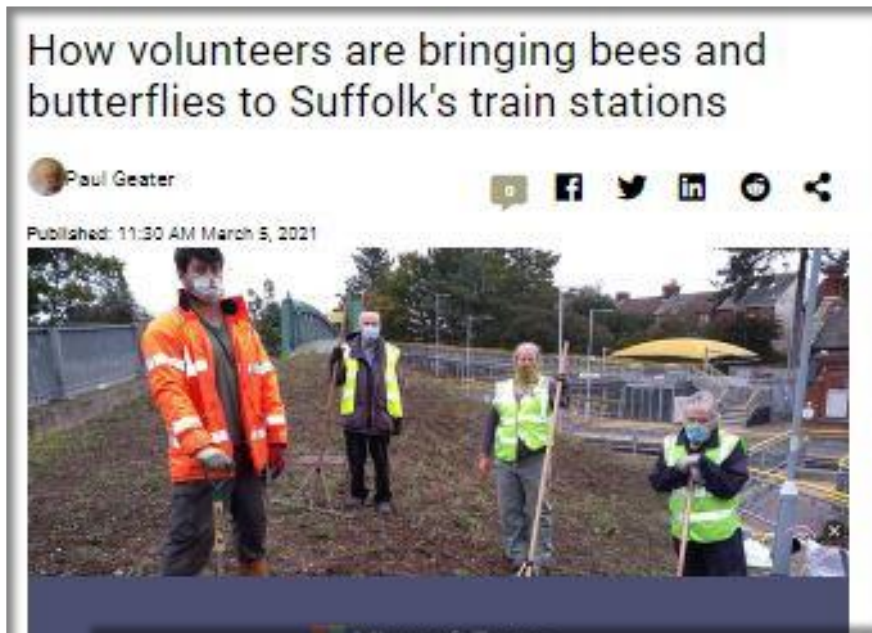 How volunteers are bringing bees and
butterflies to Suffolk's train stations
Paul Geater
0
Published: 11:30 AM March 5, 2021